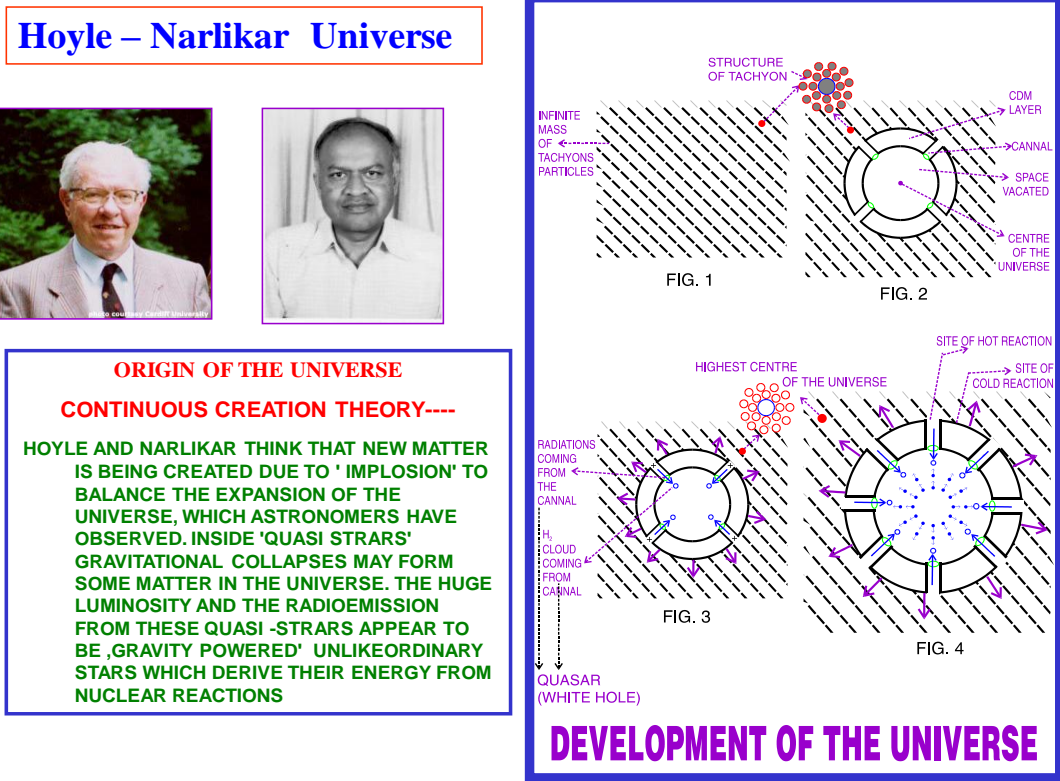 Hoyle – Narlikar Universe
photo courtesy Cardiff University
ORIGIN OF THE UNIVERSE
CONTINUOUS CREATION THEORY----
HOYLE AND NARLIKAR THINK THAT NEW MATTER
IS BEING CREATED DUE TO ' IMPLOSION' TO
BALANCE THE EXPANSION OF THE
UNIVERSE, WHICH ASTRONOMERS HAVE
OBSERVED. INSIDE 'QUASI STRARS'
GRAVITATIONAL COLLAPSES MAY FORM
SOME MATTER IN THE UNIVERSE. THE HUGE
LUMINOSITY AND THE RADIOEMISSION
FROM THESE QUASI -STRARS APPEAR TO
BE ,GRAVITY POWERED' UNLIKEORDINARY
STARS WHICH DERIVE THEIR ENERGY FROM
NUCLEAR REACTIONS
STRUCTURE
OF TACHYON
INFINITE
MASS
OF
TACHYONS
PARTICLES
FIG. 1
CDM
LAYER
CANNAL
SPACE
VACATED
CENTRE
OF THE
UNIVERSE
FIG. 2
HIGHEST CENTRE
OF THE UNIVERSE
RADIATIONS
COMING
FROM
THE
CANNAL
H₂
CLOUD
COMING
FROM
CANNAL
FIG. 3
QUASAR
(WHITE HOLE)
SITE OF HOT REACTION
SITE OF
COLD REACTION
FIG. 4
DEVELOPMENT OF THE UNIVERSE